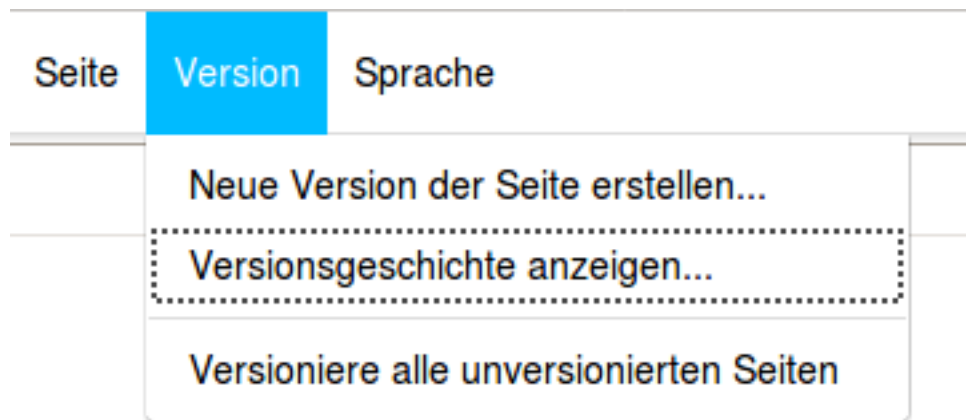 Seite Version Sprache
Neue Version der Seite erstellen...
Versionsgeschichte anzeigen...
Versioniere alle unversionierten Seiten